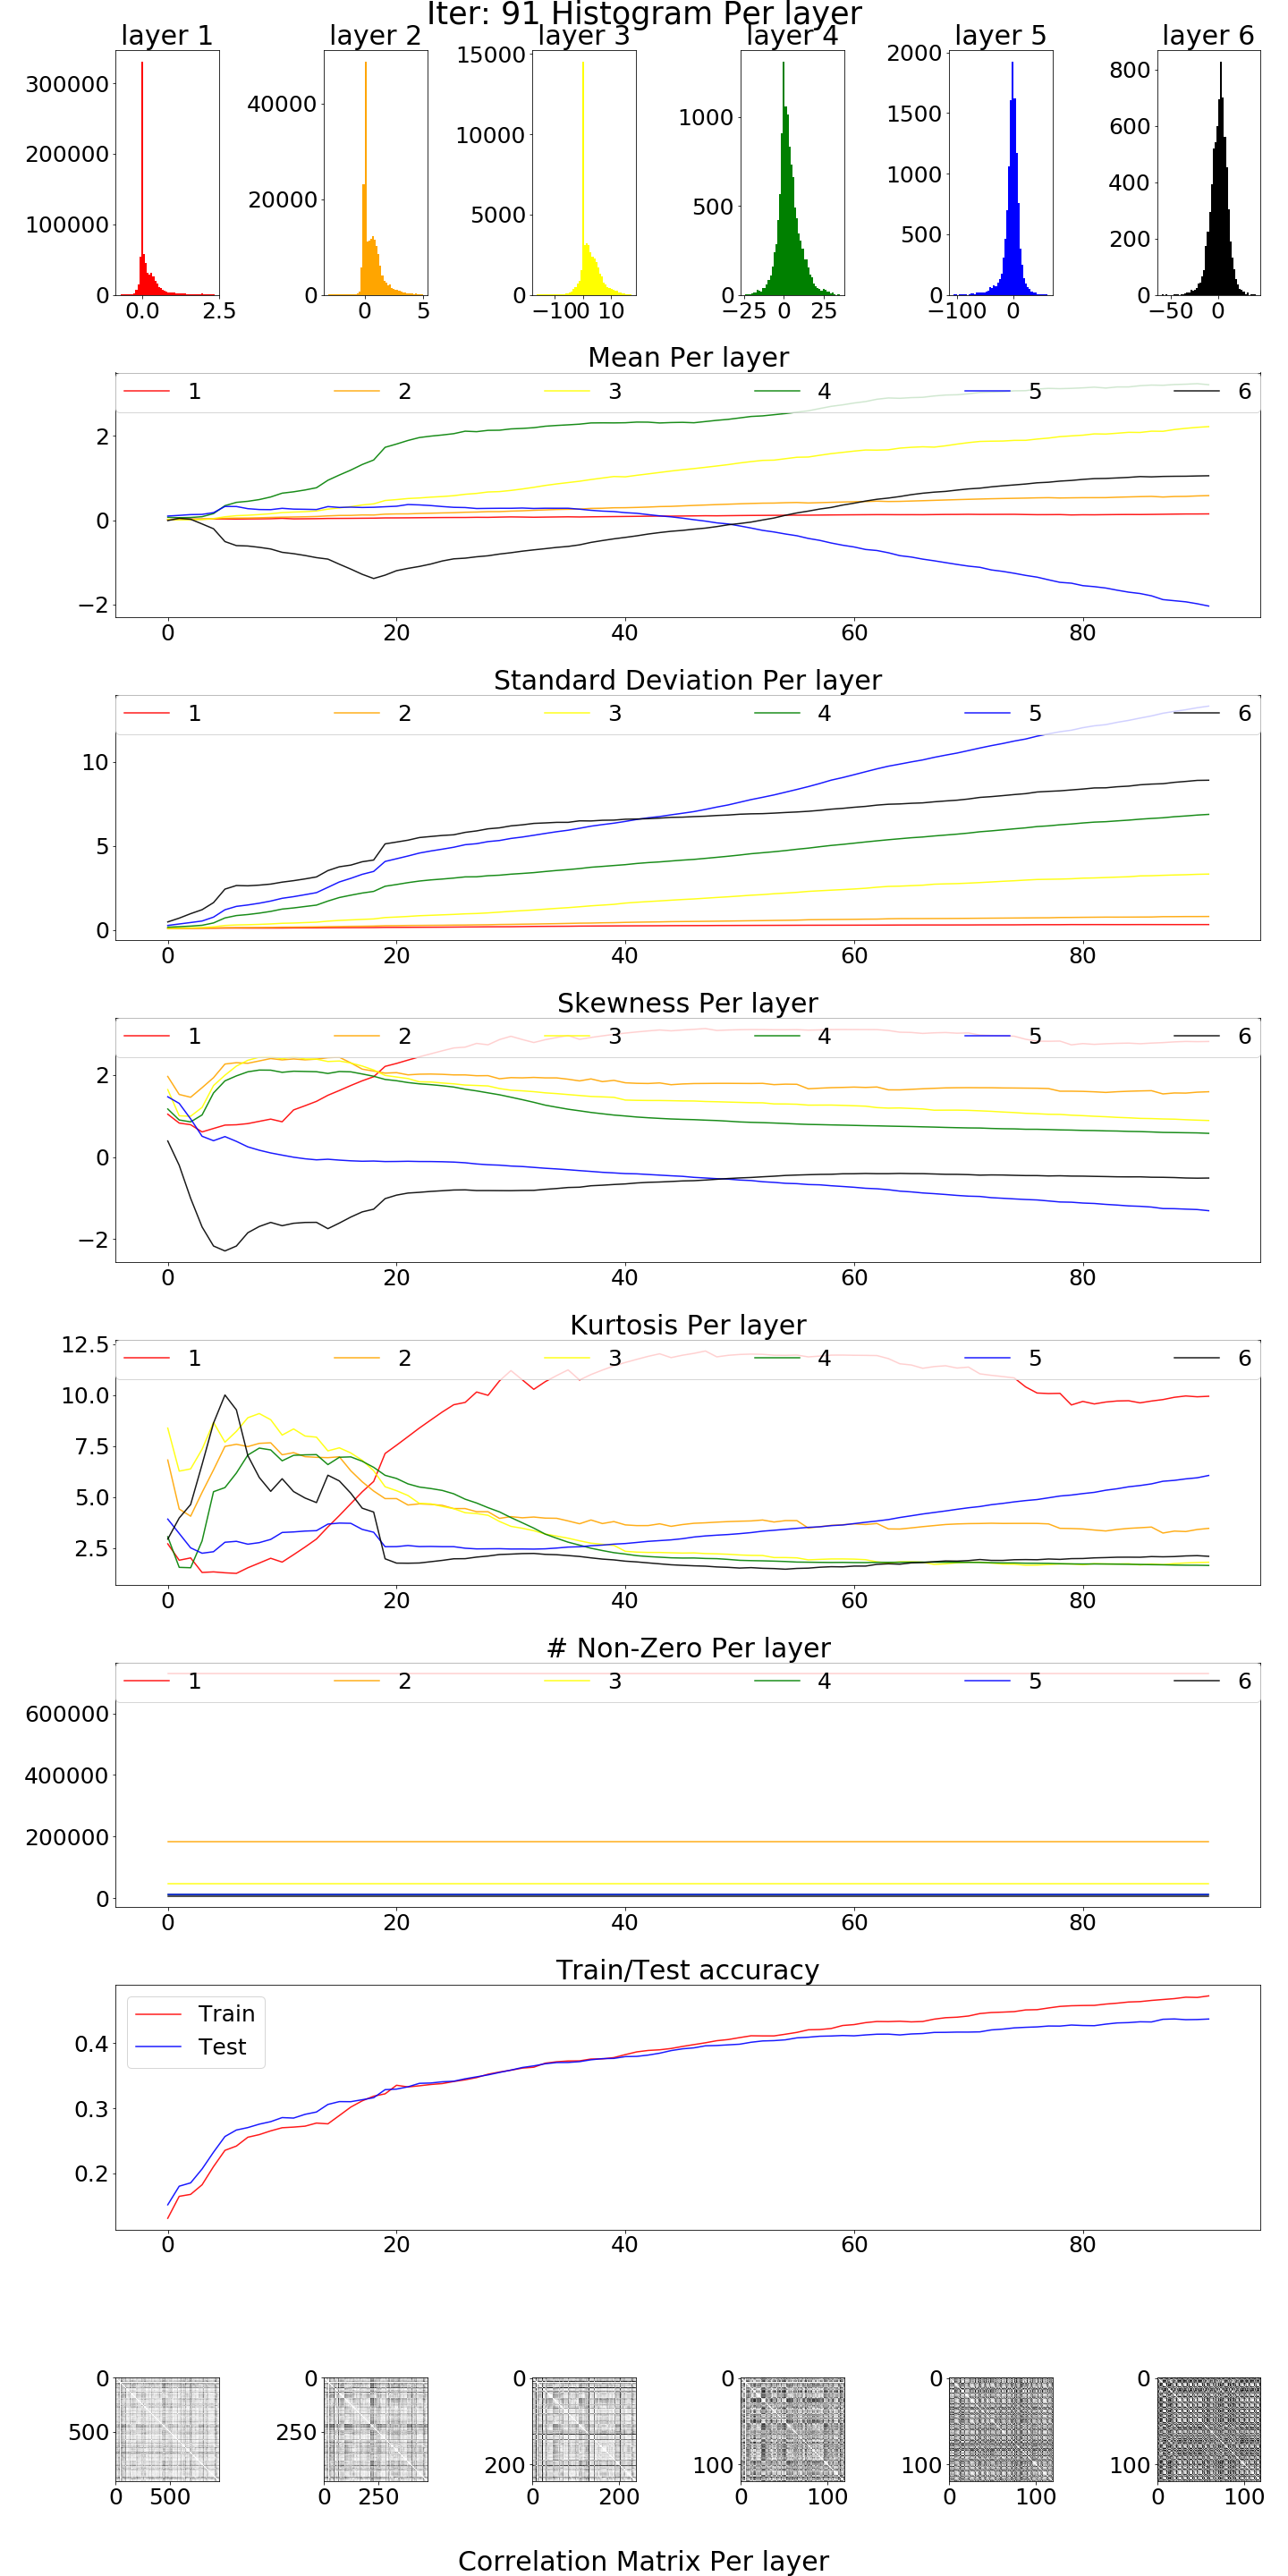 Iter: 91 Histogram Per layer
layer 1 layer 2 layer 3 layer 4 layer 5 layer 6
300000
200000
100000
0
0.0 2.5
40000
20000
0
0 5
15000
10000
5000
0
−10 0 10
1000
500
0
−25 0 25
2000
1500
1000
500
0
−100 0
800
600
400
200
0
−50 0
Mean Per layer
1 2 3 4 5 6
2
0
−2
0 20 40 60 80
Standard Deviation Per layer
1 2 3 4 5 6
10
5
0
0 20 40 60 80
Skewness Per layer
1 2 3 4 5 6
2
0
−2
0 20 40 60 80
Kurtosis Per layer
1 2 3 4 5 6
12.5
10.0
7.5
5.0
2.5
0 20 40 60 80
# Non-Zero Per layer
1 2 3 4 5 6
600000
400000
200000
0
0 20 40 60 80
Train/Test accuracy
Train
Test
0.4
0.3
0.2
0 20 40 60 80
0
500
0 500
0
250
0 250
0
200
0 200
0
100
0 100
0
100
0 100
0
100
0 100
Correlation Matrix Per layer